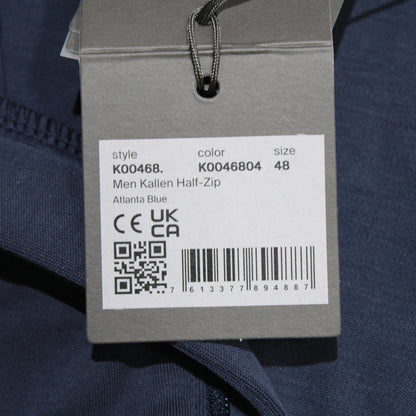 style color size
K00468. K0046804 48
Men Kallen Half-Zip
Atlanta Blue
CE UK
CA
7 613377 894887